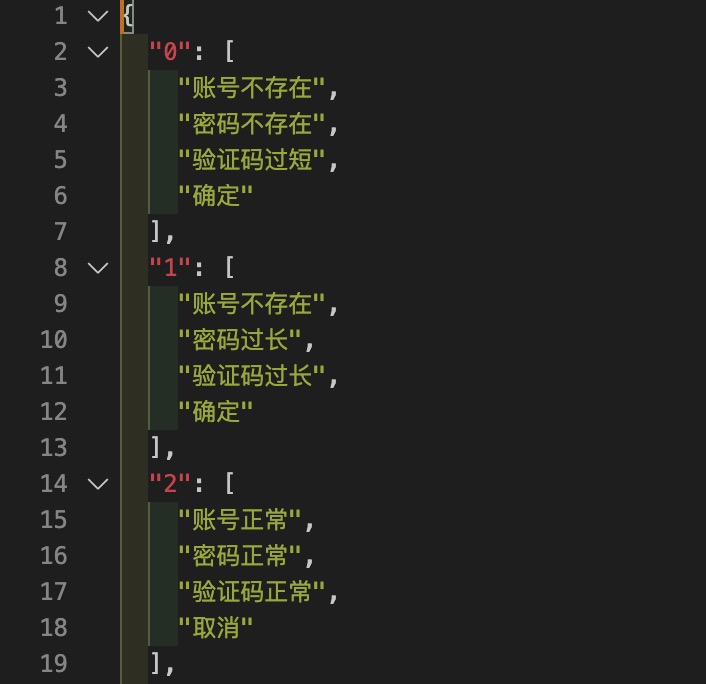 1 {
2 "0": [
3 "账号不存在",
4 "密码不存在",
5 "验证码过短",
6 "确定"
7 ],
8 "1": [
9 "账号不存在",
10 "密码过长",
11 "验证码过长",
12 "确定"
13 ],
14 "2": [
15 "账号正常",
16 "密码正常",
17 "验证码正常",
18 "取消"
19 ],